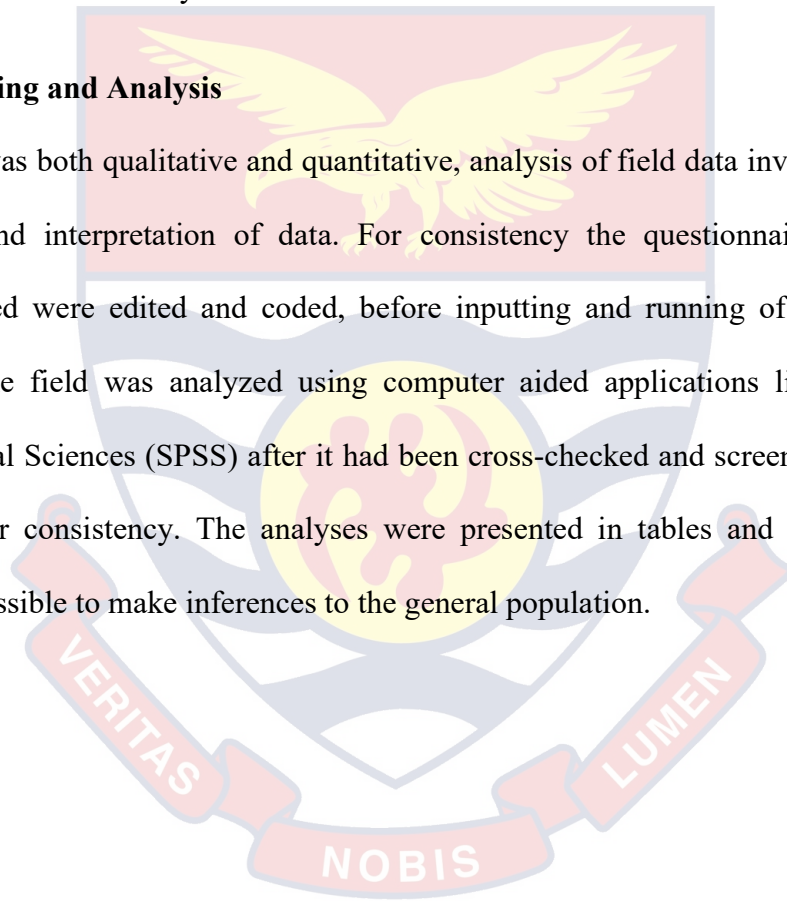 ing and Analysis
as both qualitative and quantitative, analysis of field data inv
nd interpretation of data. For consistency the questionnai
ed were edited and coded, before inputting and running of
e field was analyzed using computer aided applications li
al Sciences (SPSS) after it had been cross-checked and screen
r consistency. The analyses were presented in tables and
ssible to make inferences to the general population.
VERITAS
NOBIS
LUMEN